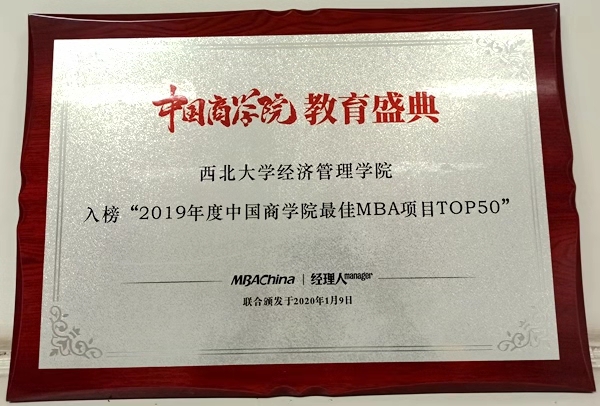 中国商学院 教育盛典
西北大学经济管理学院
入榜“2019年度中国商学院最佳MBA项目TOP50”
MBAChina | 经理人manager
联合颁发于2020年1月9日